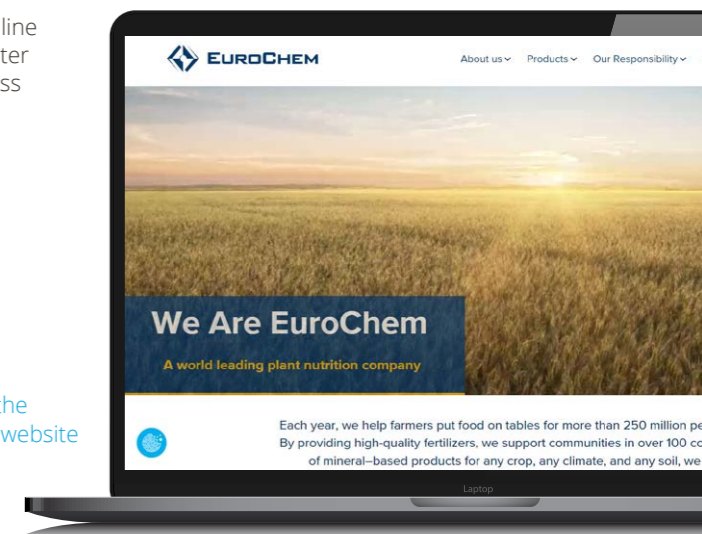 line
ter
ss
the
website
EUROCHEM
About us Products Our Responsibility
We Are EuroChem
A world leading plant nutrition company
Each year, we help farmers put food on tables for more than 250 million pe
By providing high-quality fertilizers, we support communities in over 100 co
of mineral–based products for any crop, any climate, and any soil, we
Laptop